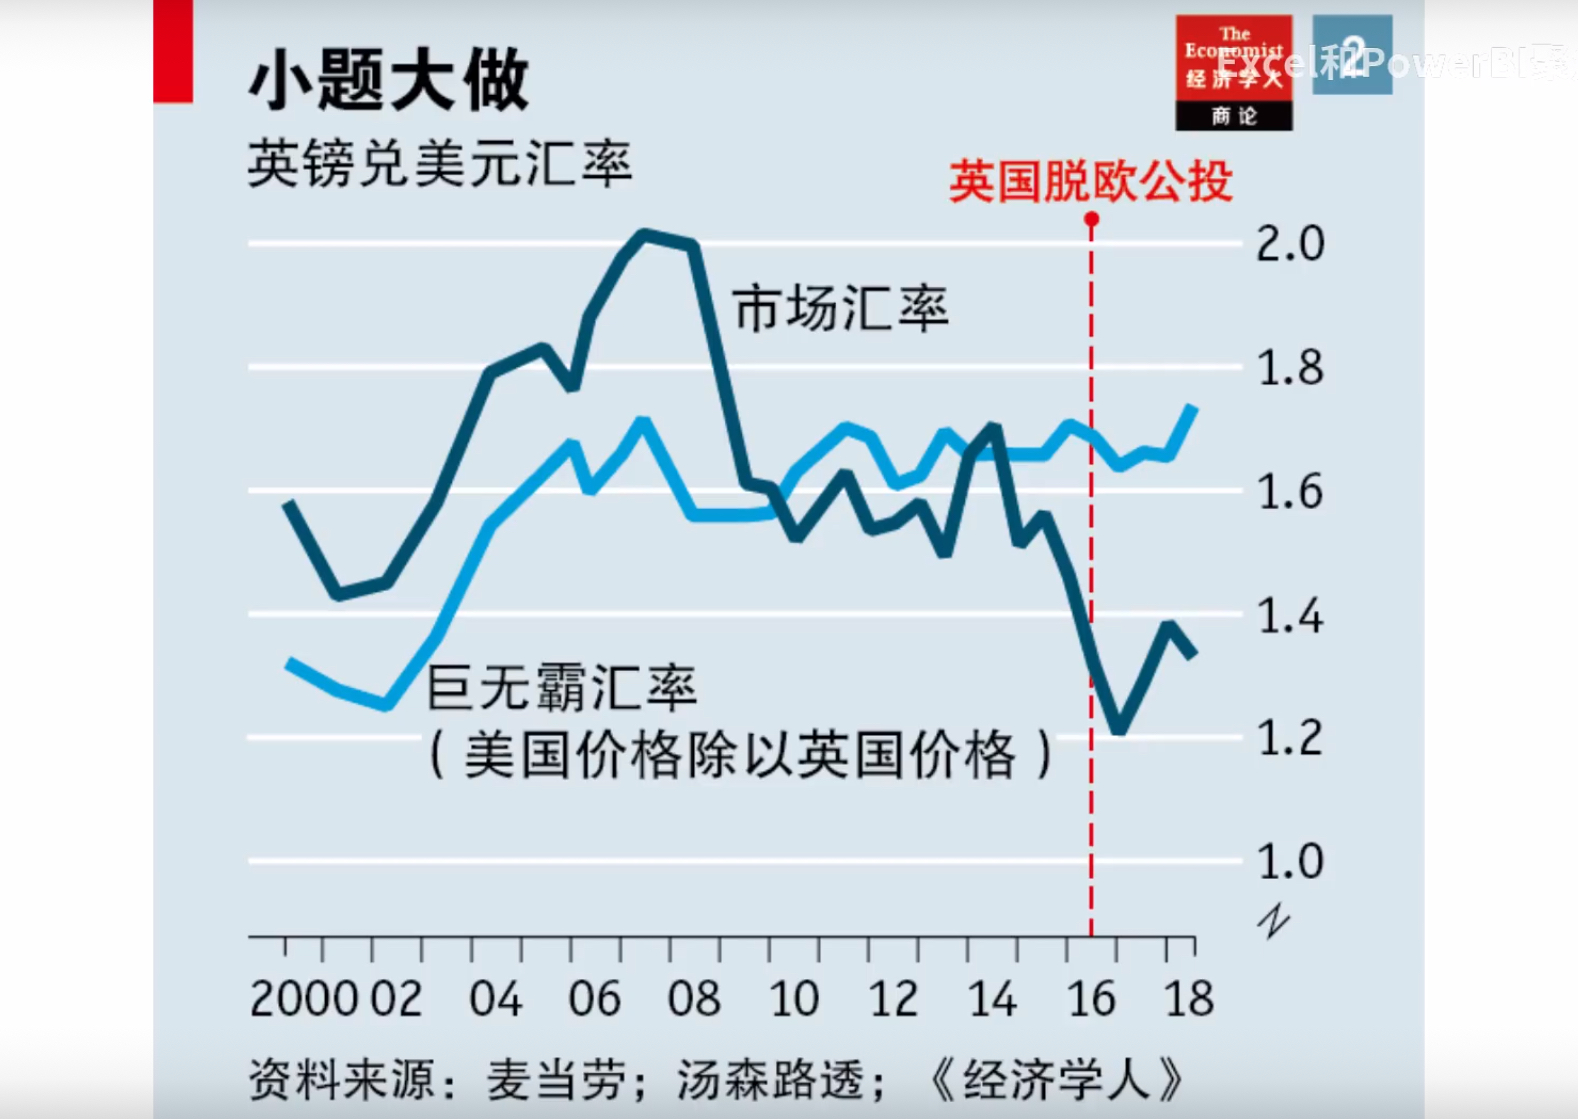 小题大做
The
Economist
经济学人
商论
2
Excel和PowerBI
英镑兑美元汇率
英国脱欧公投
2.0
市场汇率
1.8
1.6
1.4
巨无霸汇率
（美国价格除以英国价格）
1.2
1.0
2000 02 04 06 08 10 12 14 16 18
资料来源：麦当劳；汤森路透；《经济学人》